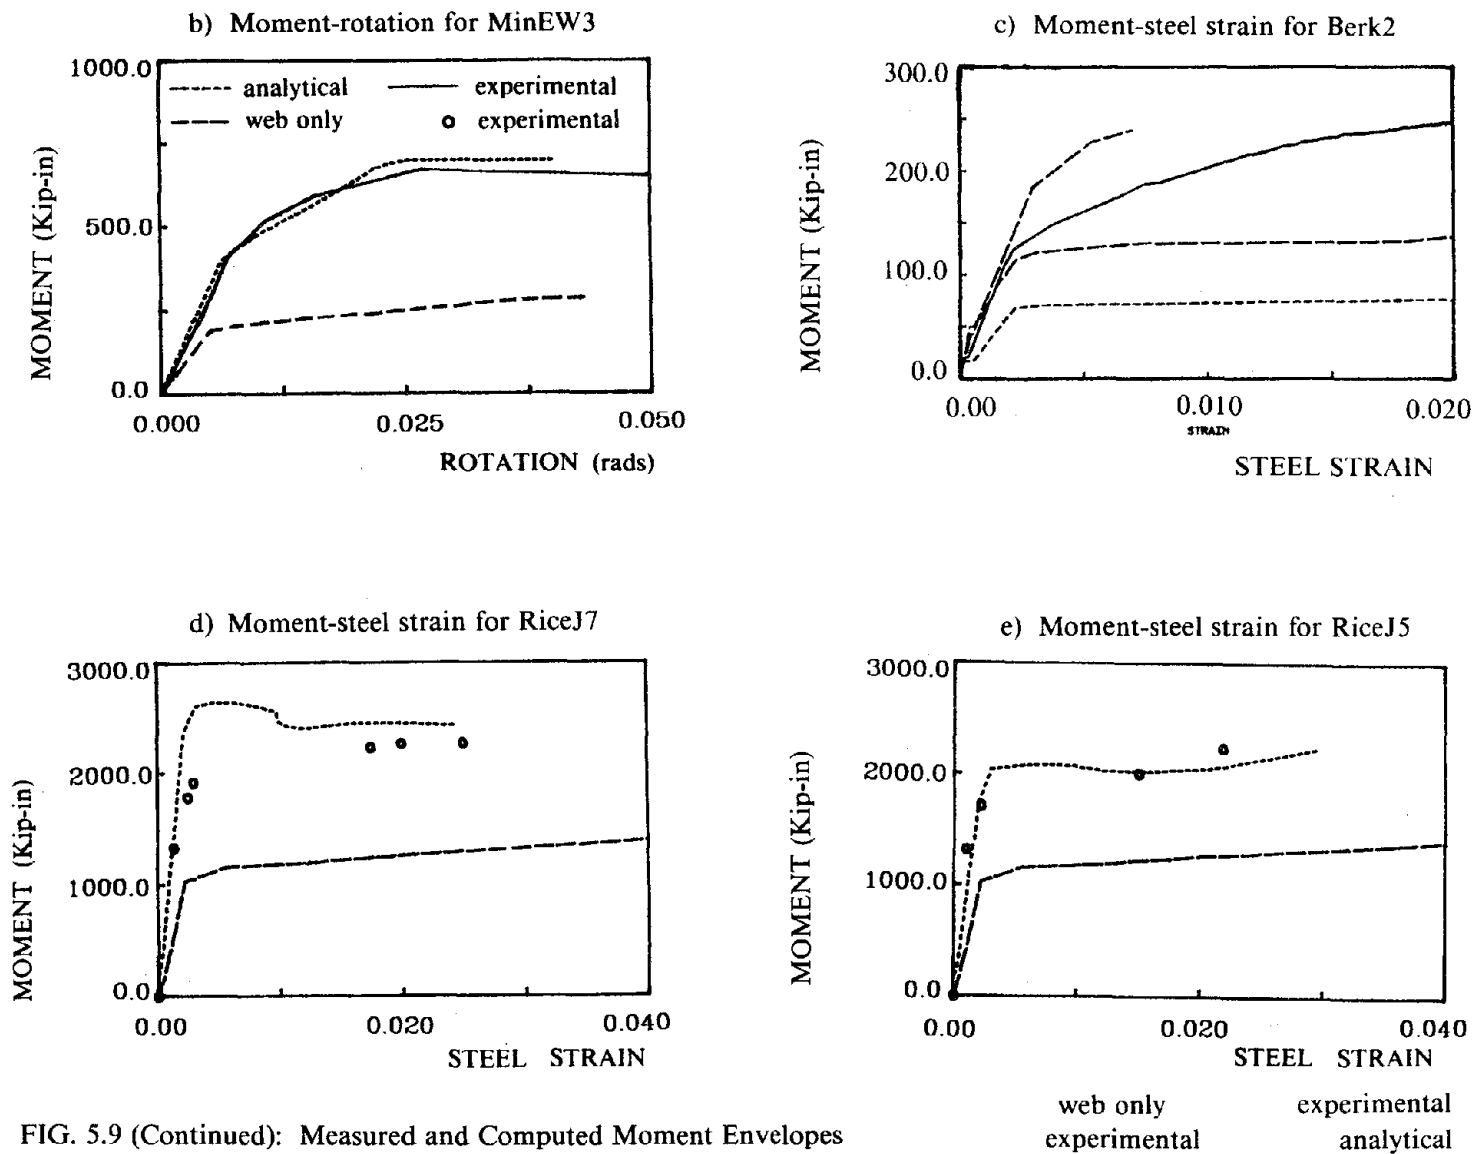 b) Moment-rotation for MinEW3
1000.0
500.0
0.0
MOMENT (Kip-in)
analytical
experimental
web only
experimental
0.000 0.025 0.050
ROTATION (rads)
c) Moment-steel strain for Berk2
300.0
200.0
100.0
0.0
MOMENT (Kip-in)
0.00 0.010 0.020
STRAIN
STEEL STRAIN
d) Moment-steel strain for RiceJ7
3000.0
2000.0
1000.0
0.0
MOMENT (Kip-in)
0.00 0.020 0.040
STEEL STRAIN
e) Moment-steel strain for RiceJ5
3000.0
2000.0
1000.0
0.0
MOMENT (Kip-in)
0.00 0.020 0.040
STEEL STRAIN
web only experimental
experimental analytical
FIG. 5.9 (Continued): Measured and Computed Moment Envelopes